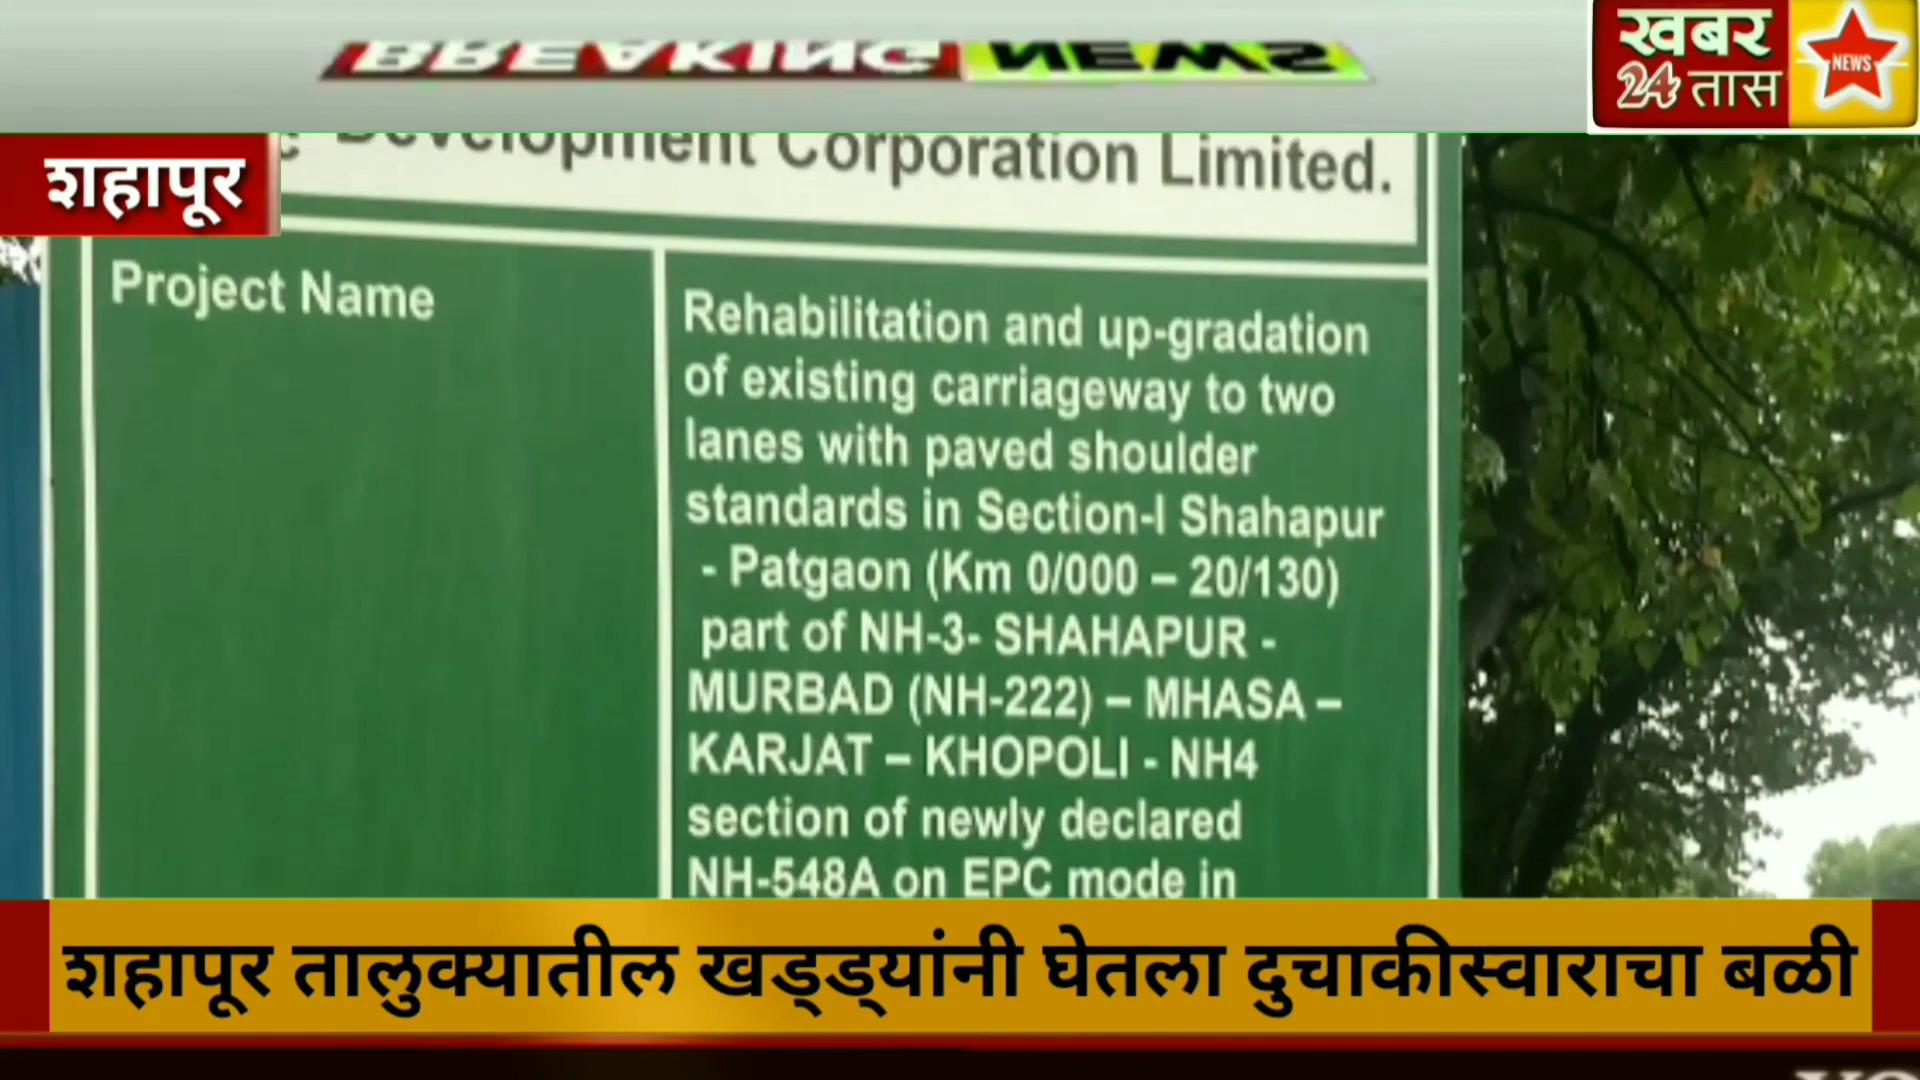 BREAKING NEWS
खबर
24 तास
NEWS
शहापूर
Development Corporation Limited.
Project Name
Rehabilitation and up-gradation
of existing carriageway to two
lanes with paved shoulder
standards in Section-I Shahapur
- Patgaon (Km 0/000 – 20/130)
part of NH-3- SHAHAPUR -
MURBAD (NH-222) – MHASA –
KARJAT – KHOPOLI - NH4
section of newly declared
NH-548A on EPC mode in
शहापूर तालुक्यातील खड्ड्यांनी घेतला दुचाकीस्वाराचा बळी